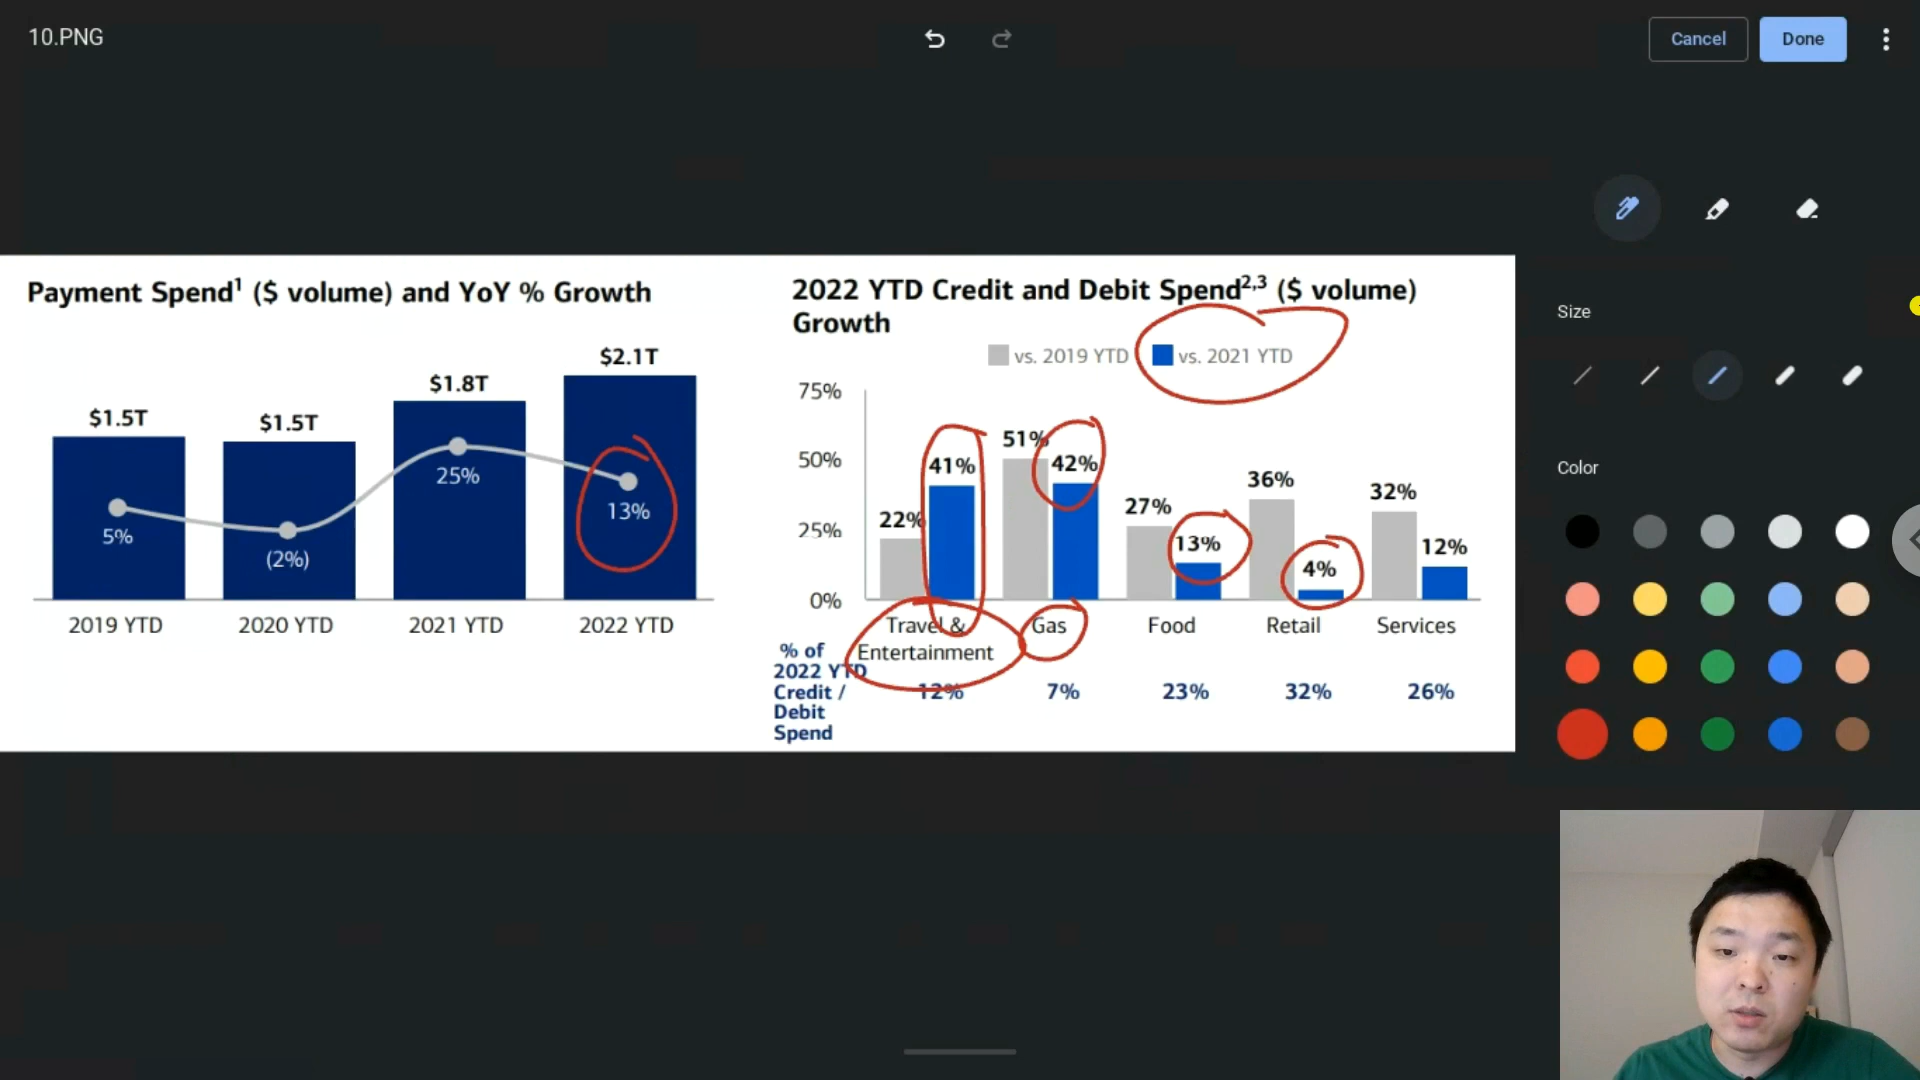 10.PNG
Cancel
Done
Payment Spend1 ($ volume) and YoY % Growth
$1.5T
$1.5T
$1.8T
$2.1T
5%
(2%)
25%
13%
2019 YTD
2020 YTD
2021 YTD
2022 YTD
2022 YTD Credit and Debit Spend2,3 ($ volume)
Growth
vs. 2019 YTD
vs. 2021 YTD
75%
50%
25%
0%
22%
41%
51%
42%
27%
13%
36%
4%
32%
12%
Travel &
Entertainment
Gas
Food
Retail
Services
% of
2022 YTD
Credit /
Debit
Spend
12%
7%
23%
32%
26%
Size
Color